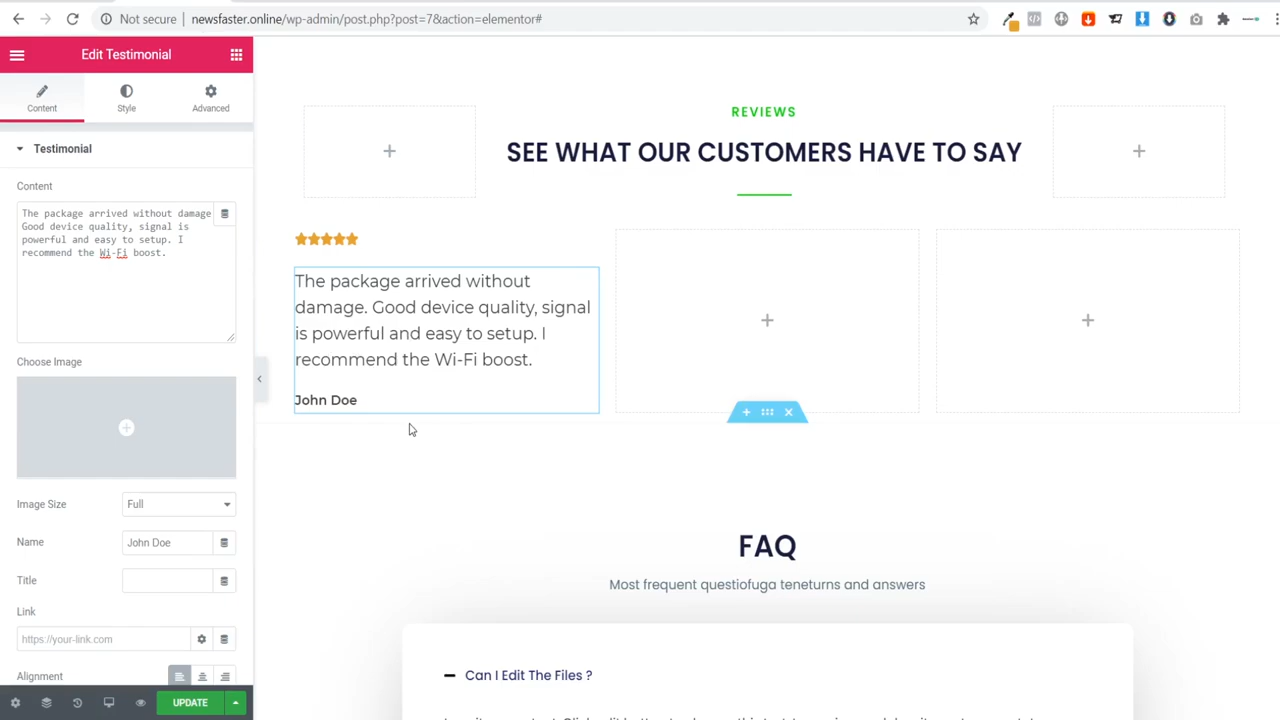 Not secure
newsfaster.online/wp-admin/post.php?post=7&action=elementor#
Edit Testimonial
Content
Style
Advanced
Testimonial
Content
The package arrived without damage
Good device quality, signal is
powerful and easy to setup. I
recommend the Wi-Fi boost.
Choose Image
Image Size
Full
Name
John Doe
Title
Link
https://your-link.com
Alignment
UPDATE
REVIEWS
SEE WHAT OUR CUSTOMERS HAVE TO SAY
The package arrived without
damage. Good device quality, signal
is powerful and easy to setup. I
recommend the Wi-Fi boost.
John Doe
FAQ
Most frequent questiofuga teneturns and answers
Can I Edit The Files ?